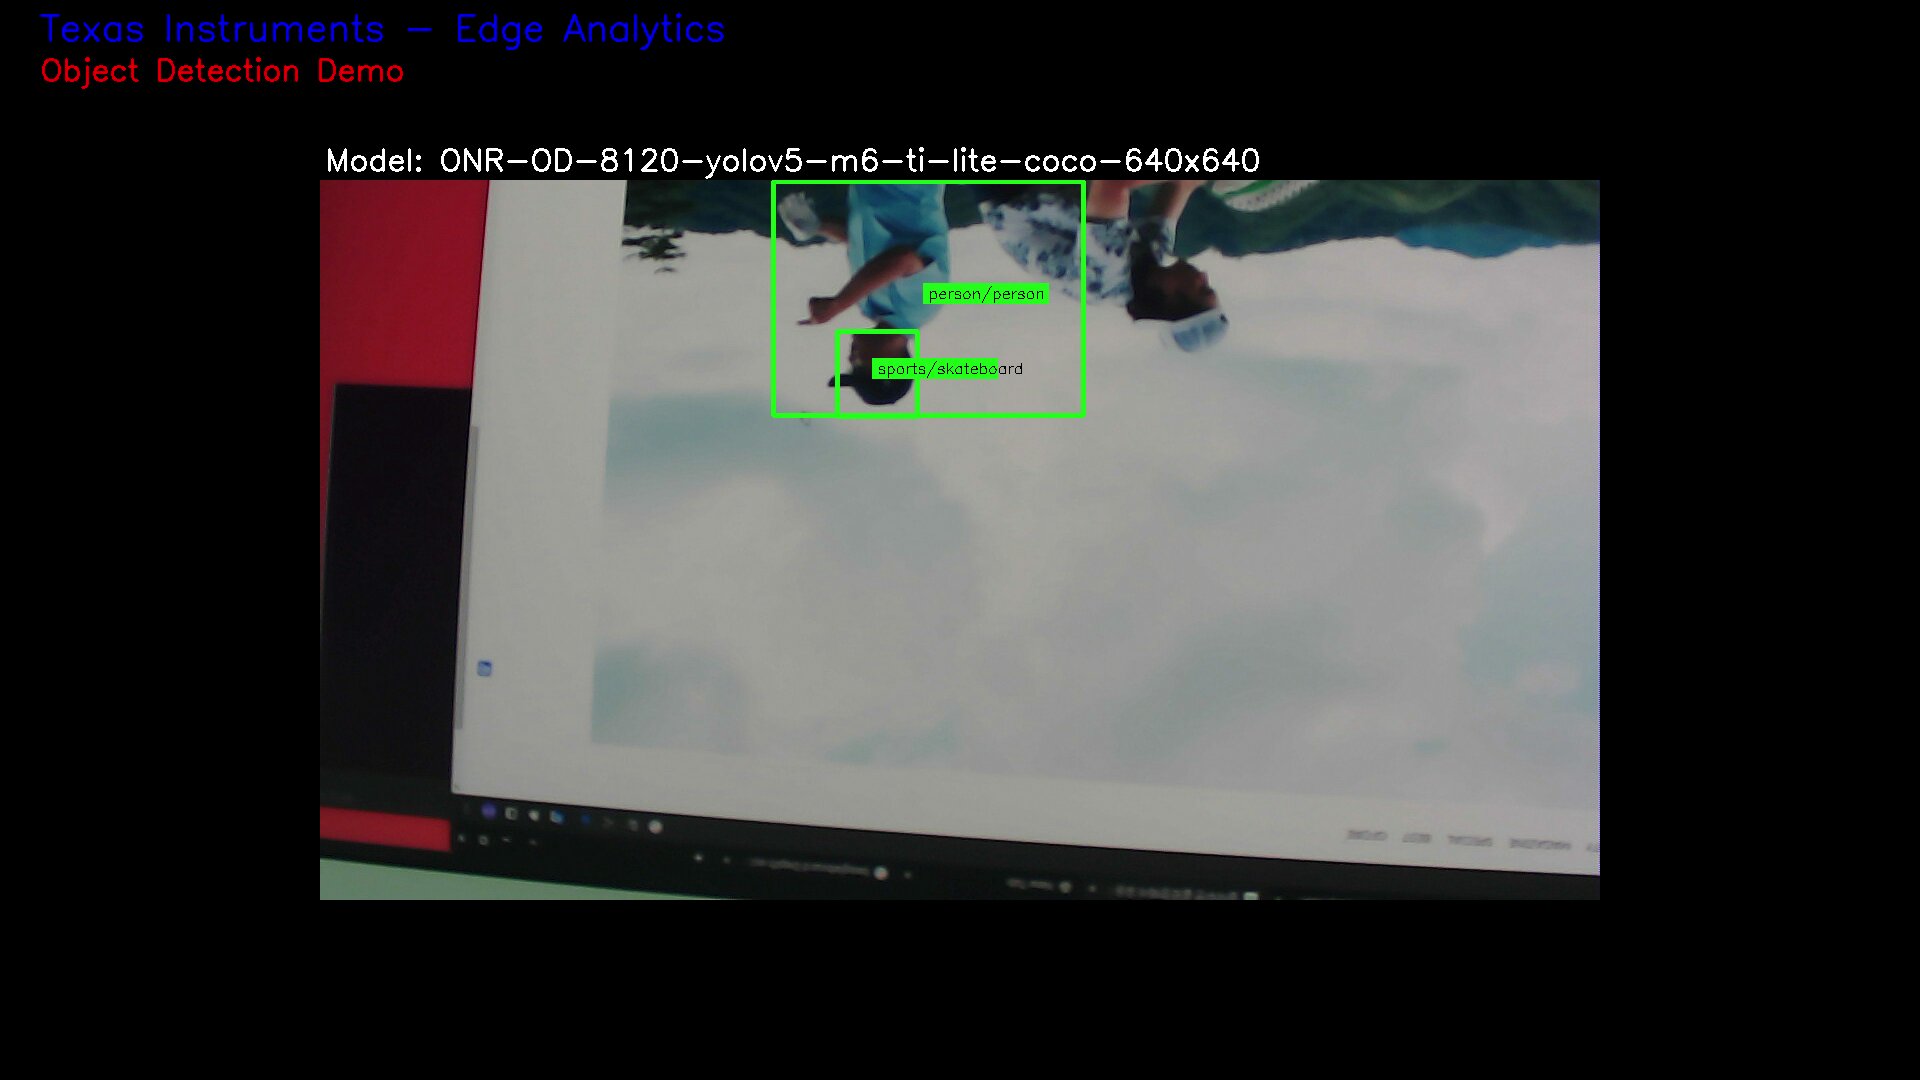 Texas Instruments - Edge Analytics
Object Detection Demo
Model: ONR-OD-8120-yolov5-m6-ti-lite-coco-640x640
person/person
sports/skateboard